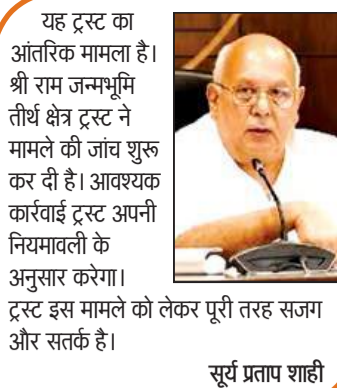 यह ट्रस्ट का
आंतरिक मामला है।
श्री राम जन्मभूमि
तीर्थ क्षेत्र ट्रस्ट ने
मामले की जांच शुरू
कर दी है। आवश्यक
कार्रवाई ट्रस्ट अपनी
नियमावली के
अनुसार करेगा।
ट्रस्ट इस मामले को लेकर पूरी तरह सजग
और सतर्क है।
सूर्य प्रताप शाही